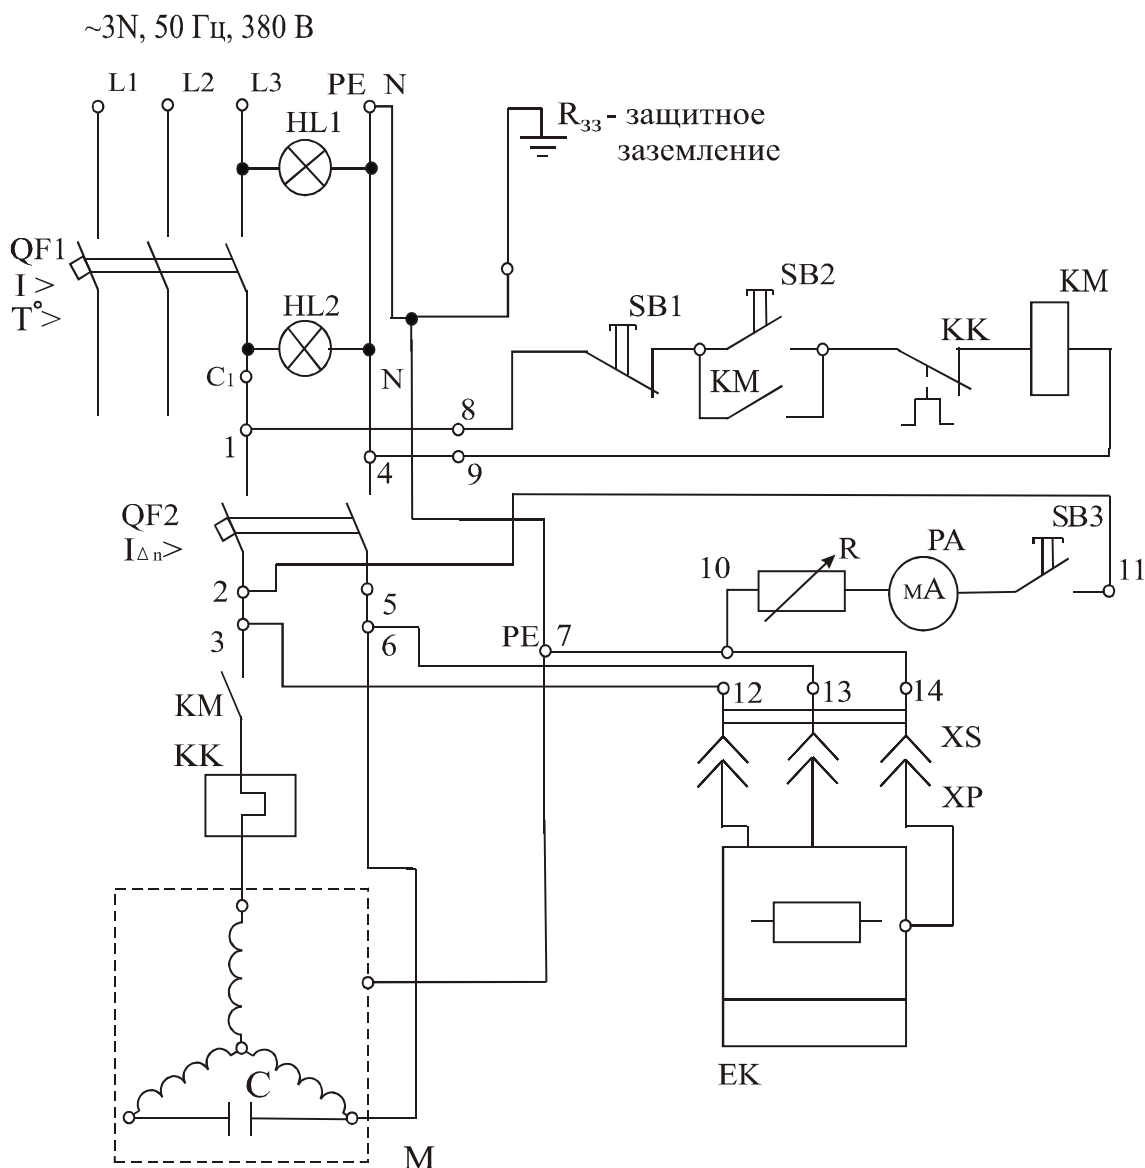 ~3N, 50 Гц, 380 В
L1 L2 L3 PE N
HL1
R₃₃ - защитное
заземление
QF1
I >
T°>
HL2
SB1
SB2
KM
KK
KM
C₁
N
8
1
4
9
QF2
I△n>
SB3
PA
R
10
11
мА
2
5
3
6
PE 7
12
13
14
KM
XS
KK
XP
C
EK
M